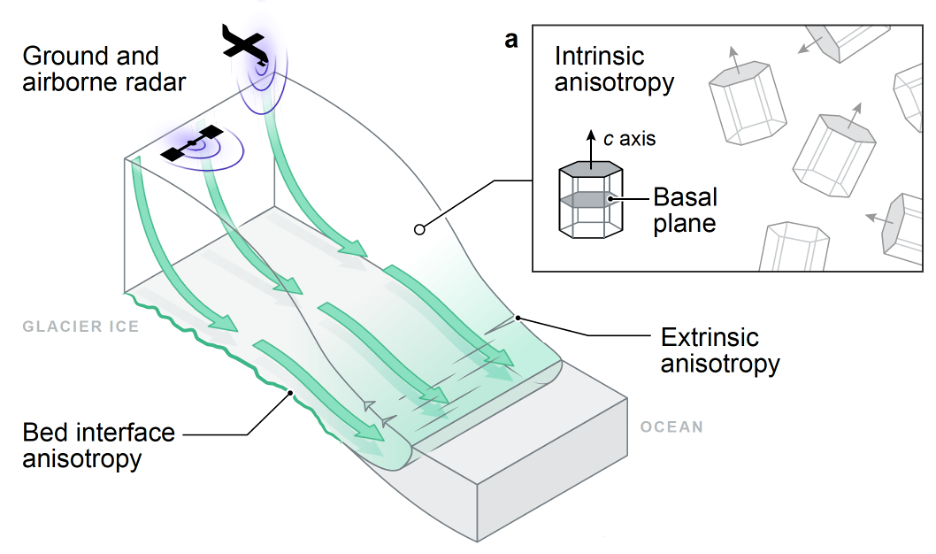 Ground and
airborne radar
a
Intrinsic
anisotropy
c axis
Basal
plane
GLACIER ICE
Extrinsic
anisotropy
Bed interface
anisotropy
OCEAN